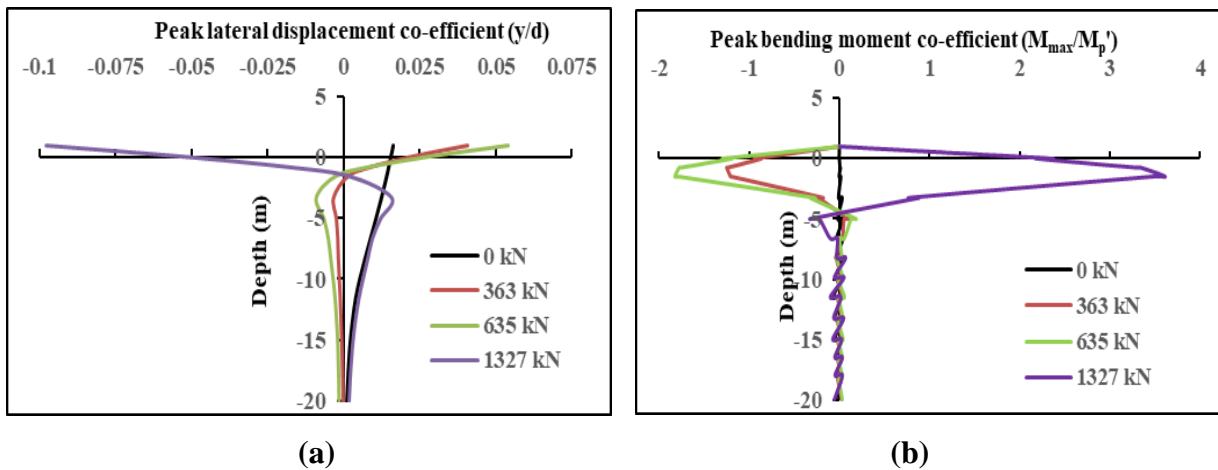 Peak lateral displacement co-efficient (y/d)
-0.1 -0.075 -0.05 -0.025 0 0.025 0.05 0.075
5
0
-5
-10
-15
-20
Depth (m)
0 kN
363 kN
635 kN
1327 kN
(a)
Peak bending moment co-efficient (Mmax/Mp')
-2 -1 0 1 2 3 4
5
0
-5
-10
-15
-20
Depth (m)
0 kN
363 kN
635 kN
1327 kN
(b)